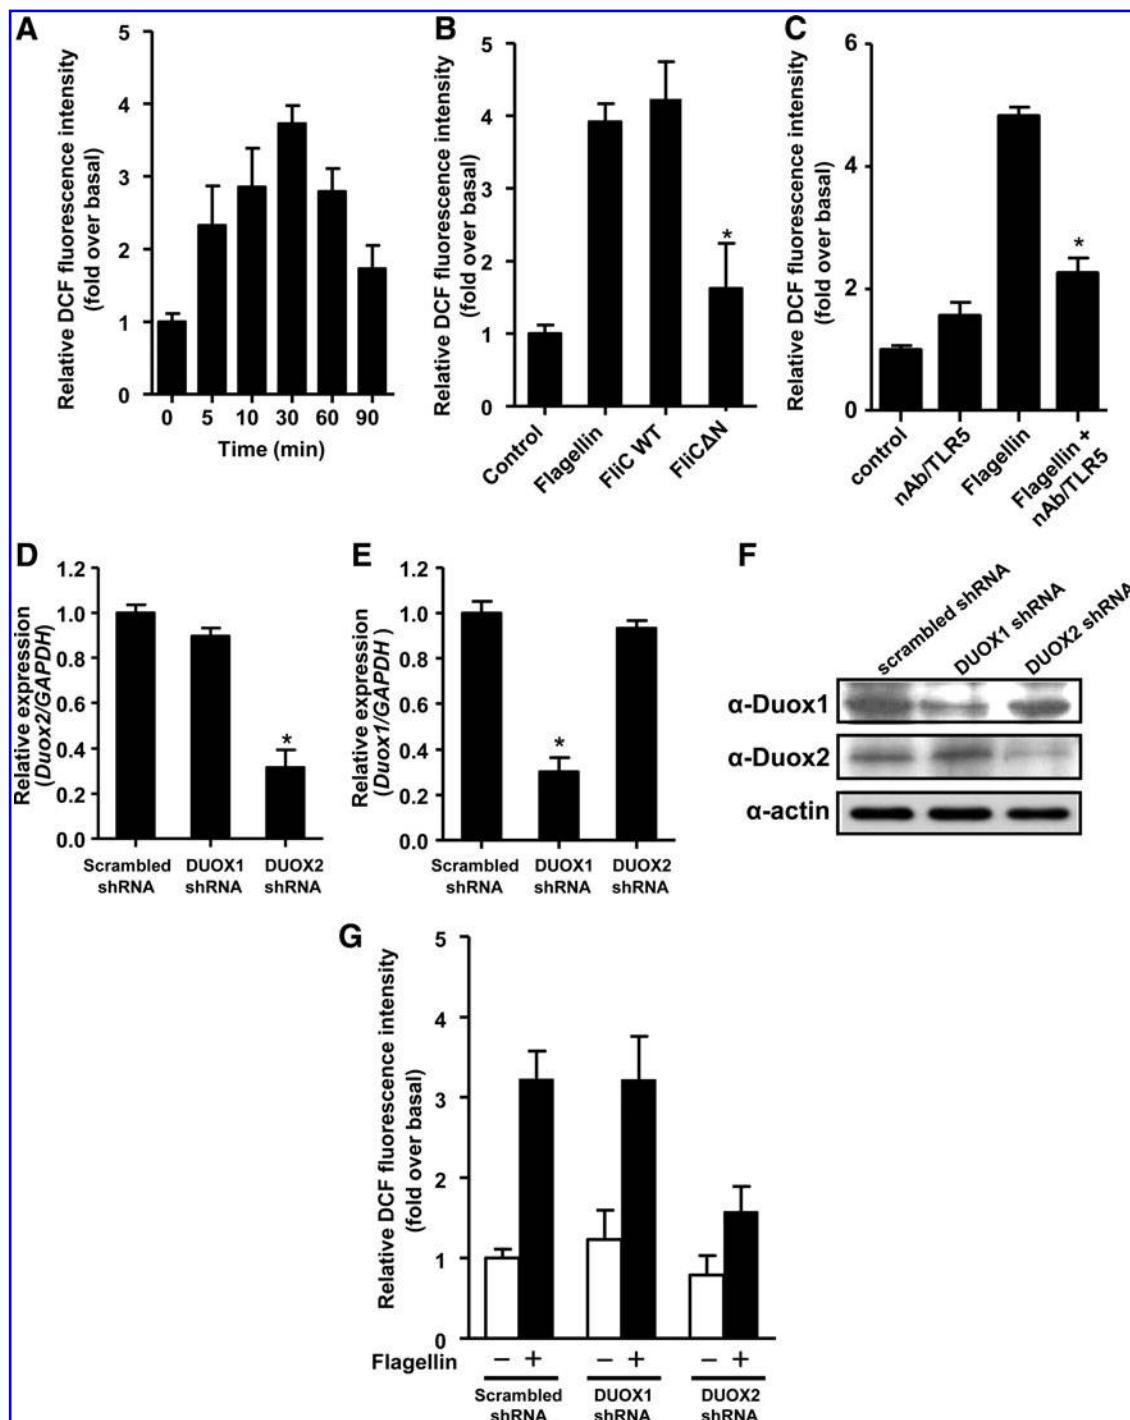 A
Relative DCF fluorescence intensity
(fold over basal)
5
4
3
2
1
0
0 5 10 30 60 90
Time (min)
B
Relative DCF fluorescence intensity
(fold over basal)
5
4
3
2
1
0
*
Control
Flagellin
FliC WT
FliCΔN
C
Relative DCF fluorescence intensity
(fold over basal)
6
4
2
0
*
control
nAb/TLR5
Flagellin
Flagellin +
nAb/TLR5
D
Relative expression
(Duox2/GAPDH)
1.2
1.0
0.8
0.6
0.4
0.2
0.0
*
Scrambled
shRNA
DUOX1
shRNA
DUOX2
shRNA
E
Relative expression
(Duox1/GAPDH )
1.2
1.0
0.8
0.6
0.4
0.2
0.0
*
Scrambled
shRNA
DUOX1
shRNA
DUOX2
shRNA
F
scrambled shRNA
DUOX1 shRNA
DUOX2 shRNA
α-Duox1
α-Duox2
α-actin
G
Relative DCF fluorescence intensity
(fold over basal)
5
4
3
2
1
0
Flagellin − + − + − +
Scrambled
shRNA
DUOX1
shRNA
DUOX2
shRNA